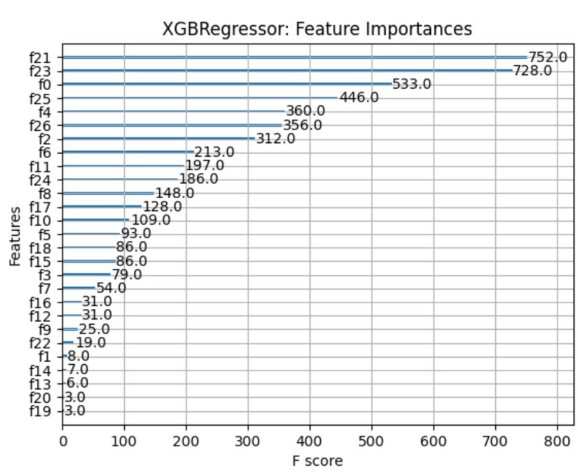 XGBRegressor: Feature Importances
Features
f21 752.0
f23 728.0
f0 533.0
f25 446.0
f4 360.0
f26 356.0
f2 312.0
f6 213.0
f11 197.0
f24 186.0
f8 148.0
f17 128.0
f10 109.0
f5 93.0
f18 86.0
f15 86.0
f3 79.0
f7 54.0
f16 31.0
f12 31.0
f9 25.0
f22 19.0
f1 8.0
f14 7.0
f13 6.0
f20 3.0
f19 3.0
0 100 200 300 400 500 600 700 800
F score